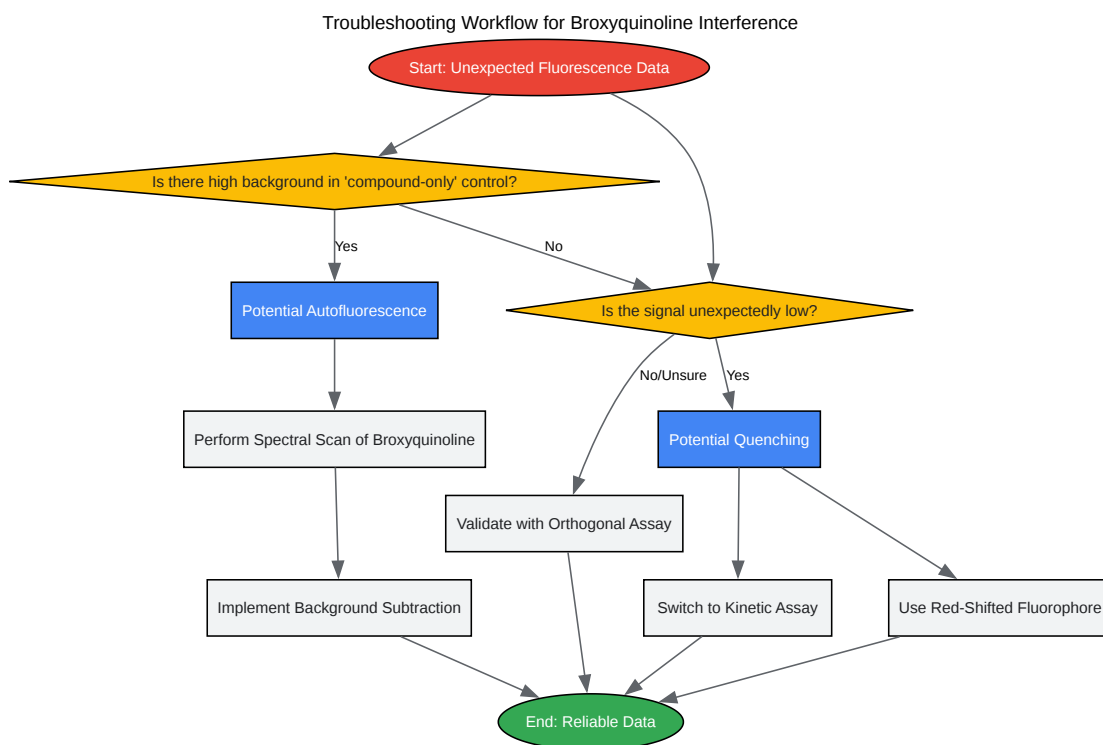 Troubleshooting Workflow for Broxyquinoline Interference
Start: Unexpected Fluorescence Data
Is there high background in 'compound-only' control?
Yes
No
Potential Autofluorescence
Is the signal unexpectedly low?
No/Unsure
Yes
Perform Spectral Scan of Broxyquinoline
Potential Quenching
Validate with Orthogonal Assay
Implement Background Subtraction
Switch to Kinetic Assay
Use Red-Shifted Fluorophore
End: Reliable Data